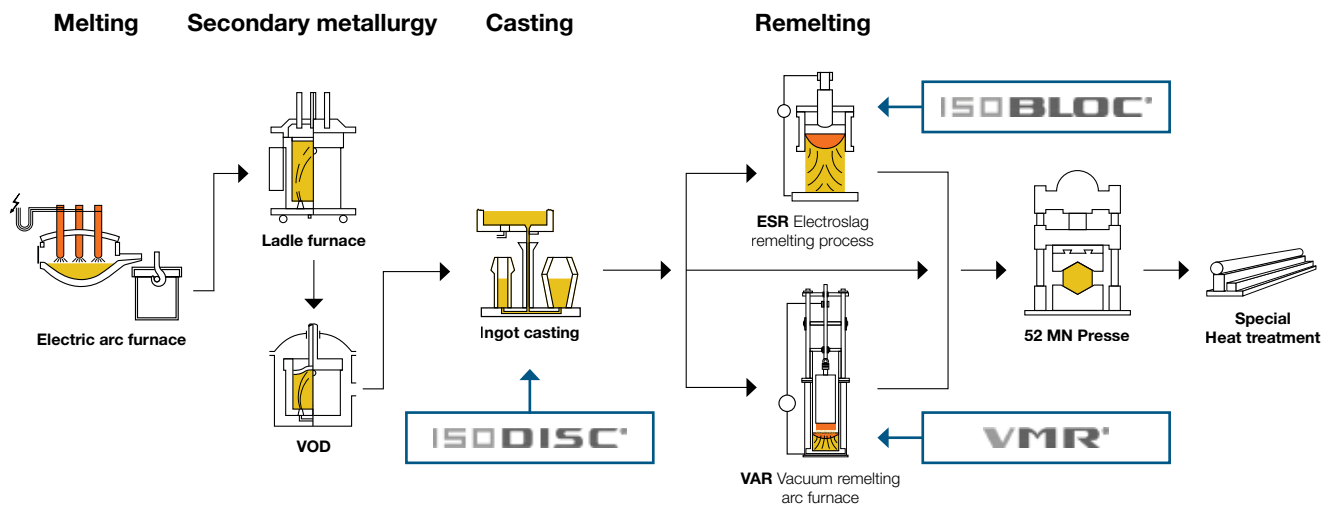 Melting
Secondary metallurgy
Casting
Remelting
ISOBLOC®
Ladle furnace
ESR Electroslag
remelting process
Electric arc furnace
Ingot casting
52 MN Presse
Special
Heat treatment
VOD
ISODISC®
VMR®
VAR Vacuum remelting
arc furnace